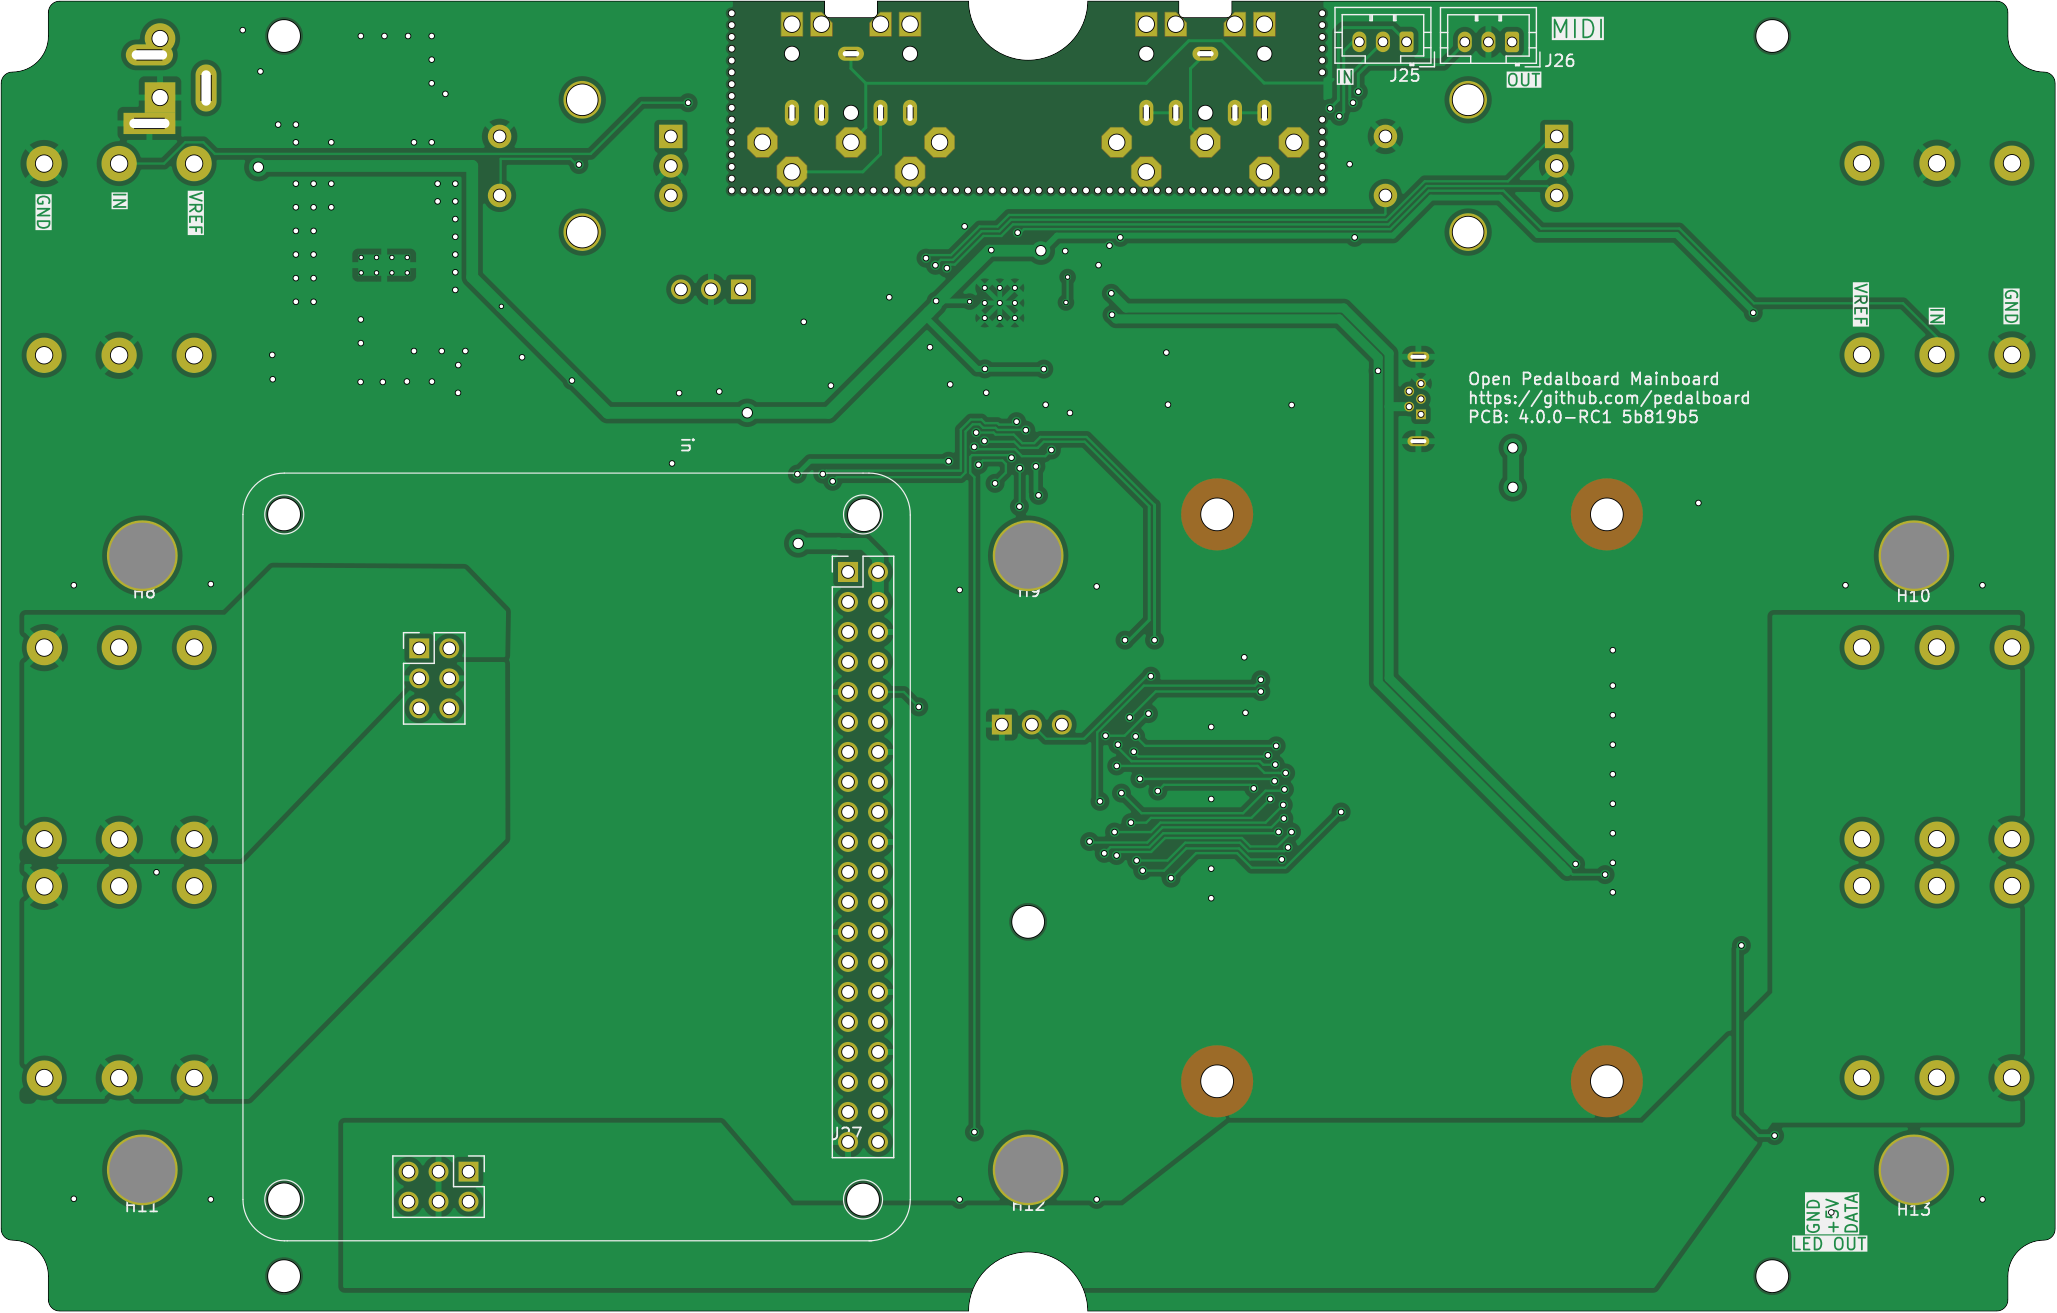 MIDI
J26
J25
IN
OUT
GND
IN
VREF
VREF
IN
GND
Open Pedalboard Mainboard
https://github.com/pedalboard
PCB: 4.0.0-RC1 5b819b5
in
H8
H9
H10
J27
H11
H12
H13
GND
+5V
DATA
LED OUT